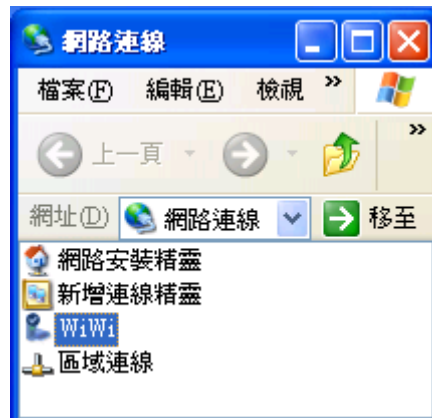 網路連線
檔案(F) 編輯(E) 檢視 »
上一頁 »
網址(D) 網路連線 移至
網路安裝精靈
新增連線精靈
WiWi
區域連線